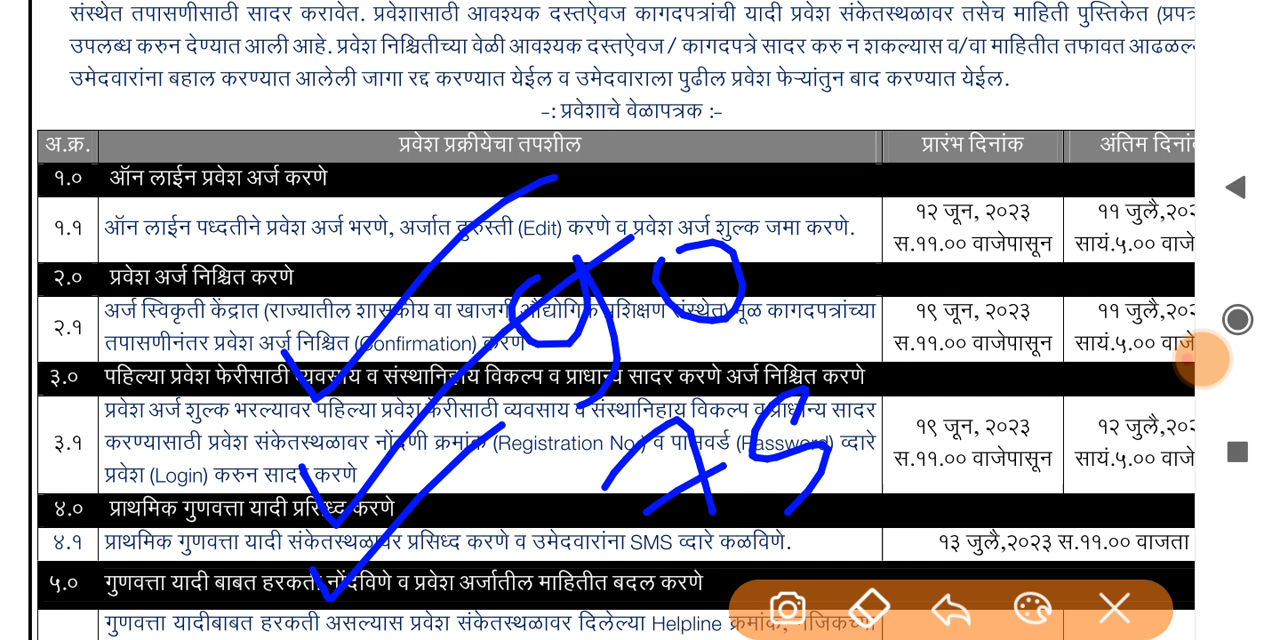 संस्थेत तपासणीसाठी सादर करावेत. प्रवेशासाठी आवश्यक दस्तऐवज कागदपत्रांची यादी प्रवेश संकेतस्थळावर तसेच माहिती पुस्तिकेत (प्रपत्र
उपलब्ध करुन देण्यात आली आहे. प्रवेश निश्चितीच्या वेळी आवश्यक दस्तऐवज / कागदपत्रे सादर करु न शकल्यास व/वा माहितीत तफावत
उमेदवारांना बहाल करण्यात आलेली जागा रद्द करण्यात येईल व उमेदवाराला पुढील प्रवेश फेऱ्यांतुन बाद करण्यात येईल.
-: प्रवेशाचे वेळापत्रक :-
अ.क्र. प्रवेश प्रक्रीयेचा तपशील प्रारंभ दिनांक अंतिम
१.० ऑन लाईन प्रवेश अर्ज करणे
१.१ ऑन लाईन पध्दतीने प्रवेश अर्ज भरणे, अर्जात दुरुस्ती (Edit) करणे व प्रवेश अर्ज शुल्क जमा करणे. १२ जून, २०२३ स.११.०० वाजेपासून ११ जुलै,२०२ सायं.५.०० वाजे
२.० प्रवेश अर्ज निश्चित करणे
२.१ अर्ज स्विकृती केंद्रात (राज्यातील शासकीय वा खाजगी औद्योगिक प्रशिक्षण संस्थेत) मूळ कागदपत्रांच्या १९ जून, २०२३ ११ जुलै,२०२
तपासणीनंतर प्रवेश अर्ज निश्चित (Confirmation) करणे स.११.०० वाजेपासून सायं.५.०० वाजे
३.० पहिल्या प्रवेश फेरीसाठी व्यवसाय व संस्थानिहाय विकल्प व प्राधान्य सादर करणे अर्ज निश्चित करणे
प्रवेश अर्ज शुल्क भरल्यावर पहिल्या प्रवेश फेरीसाठी व्यवसाय व संस्थानिहाय विकल्प व प्राधान्य सादर
३.१ करण्यासाठी प्रवेश संकेतस्थळावर नोंदणी क्रमांक (Registration No.) व पासवर्ड (Password) व्दारे १९ जून, २०२३ स.११.०० वाजेपासून १२ जुलै,२०२ सायं.५.०० वाजे
प्रवेश (Login) करुन सादर करणे
४.० प्राथमिक गुणवत्ता यादी प्रसिध्द करणे
४.१ प्राथमिक गुणवत्ता यादी संकेतस्थळावर प्रसिध्द करणे व उमेदवारांना SMS व्दारे कळविणे. १३ जुलै,२०२३ स.११.०० वाजता
५.० गुणवत्ता यादी बाबत हरकती नोंदविणे व प्रवेश अर्जातील माहितीत बदल करणे
गुणवत्ता यादीबाबत हरकती असल्यास प्रवेश संकेतस्थळावर दिलेल्या Helpline क्रमांक,